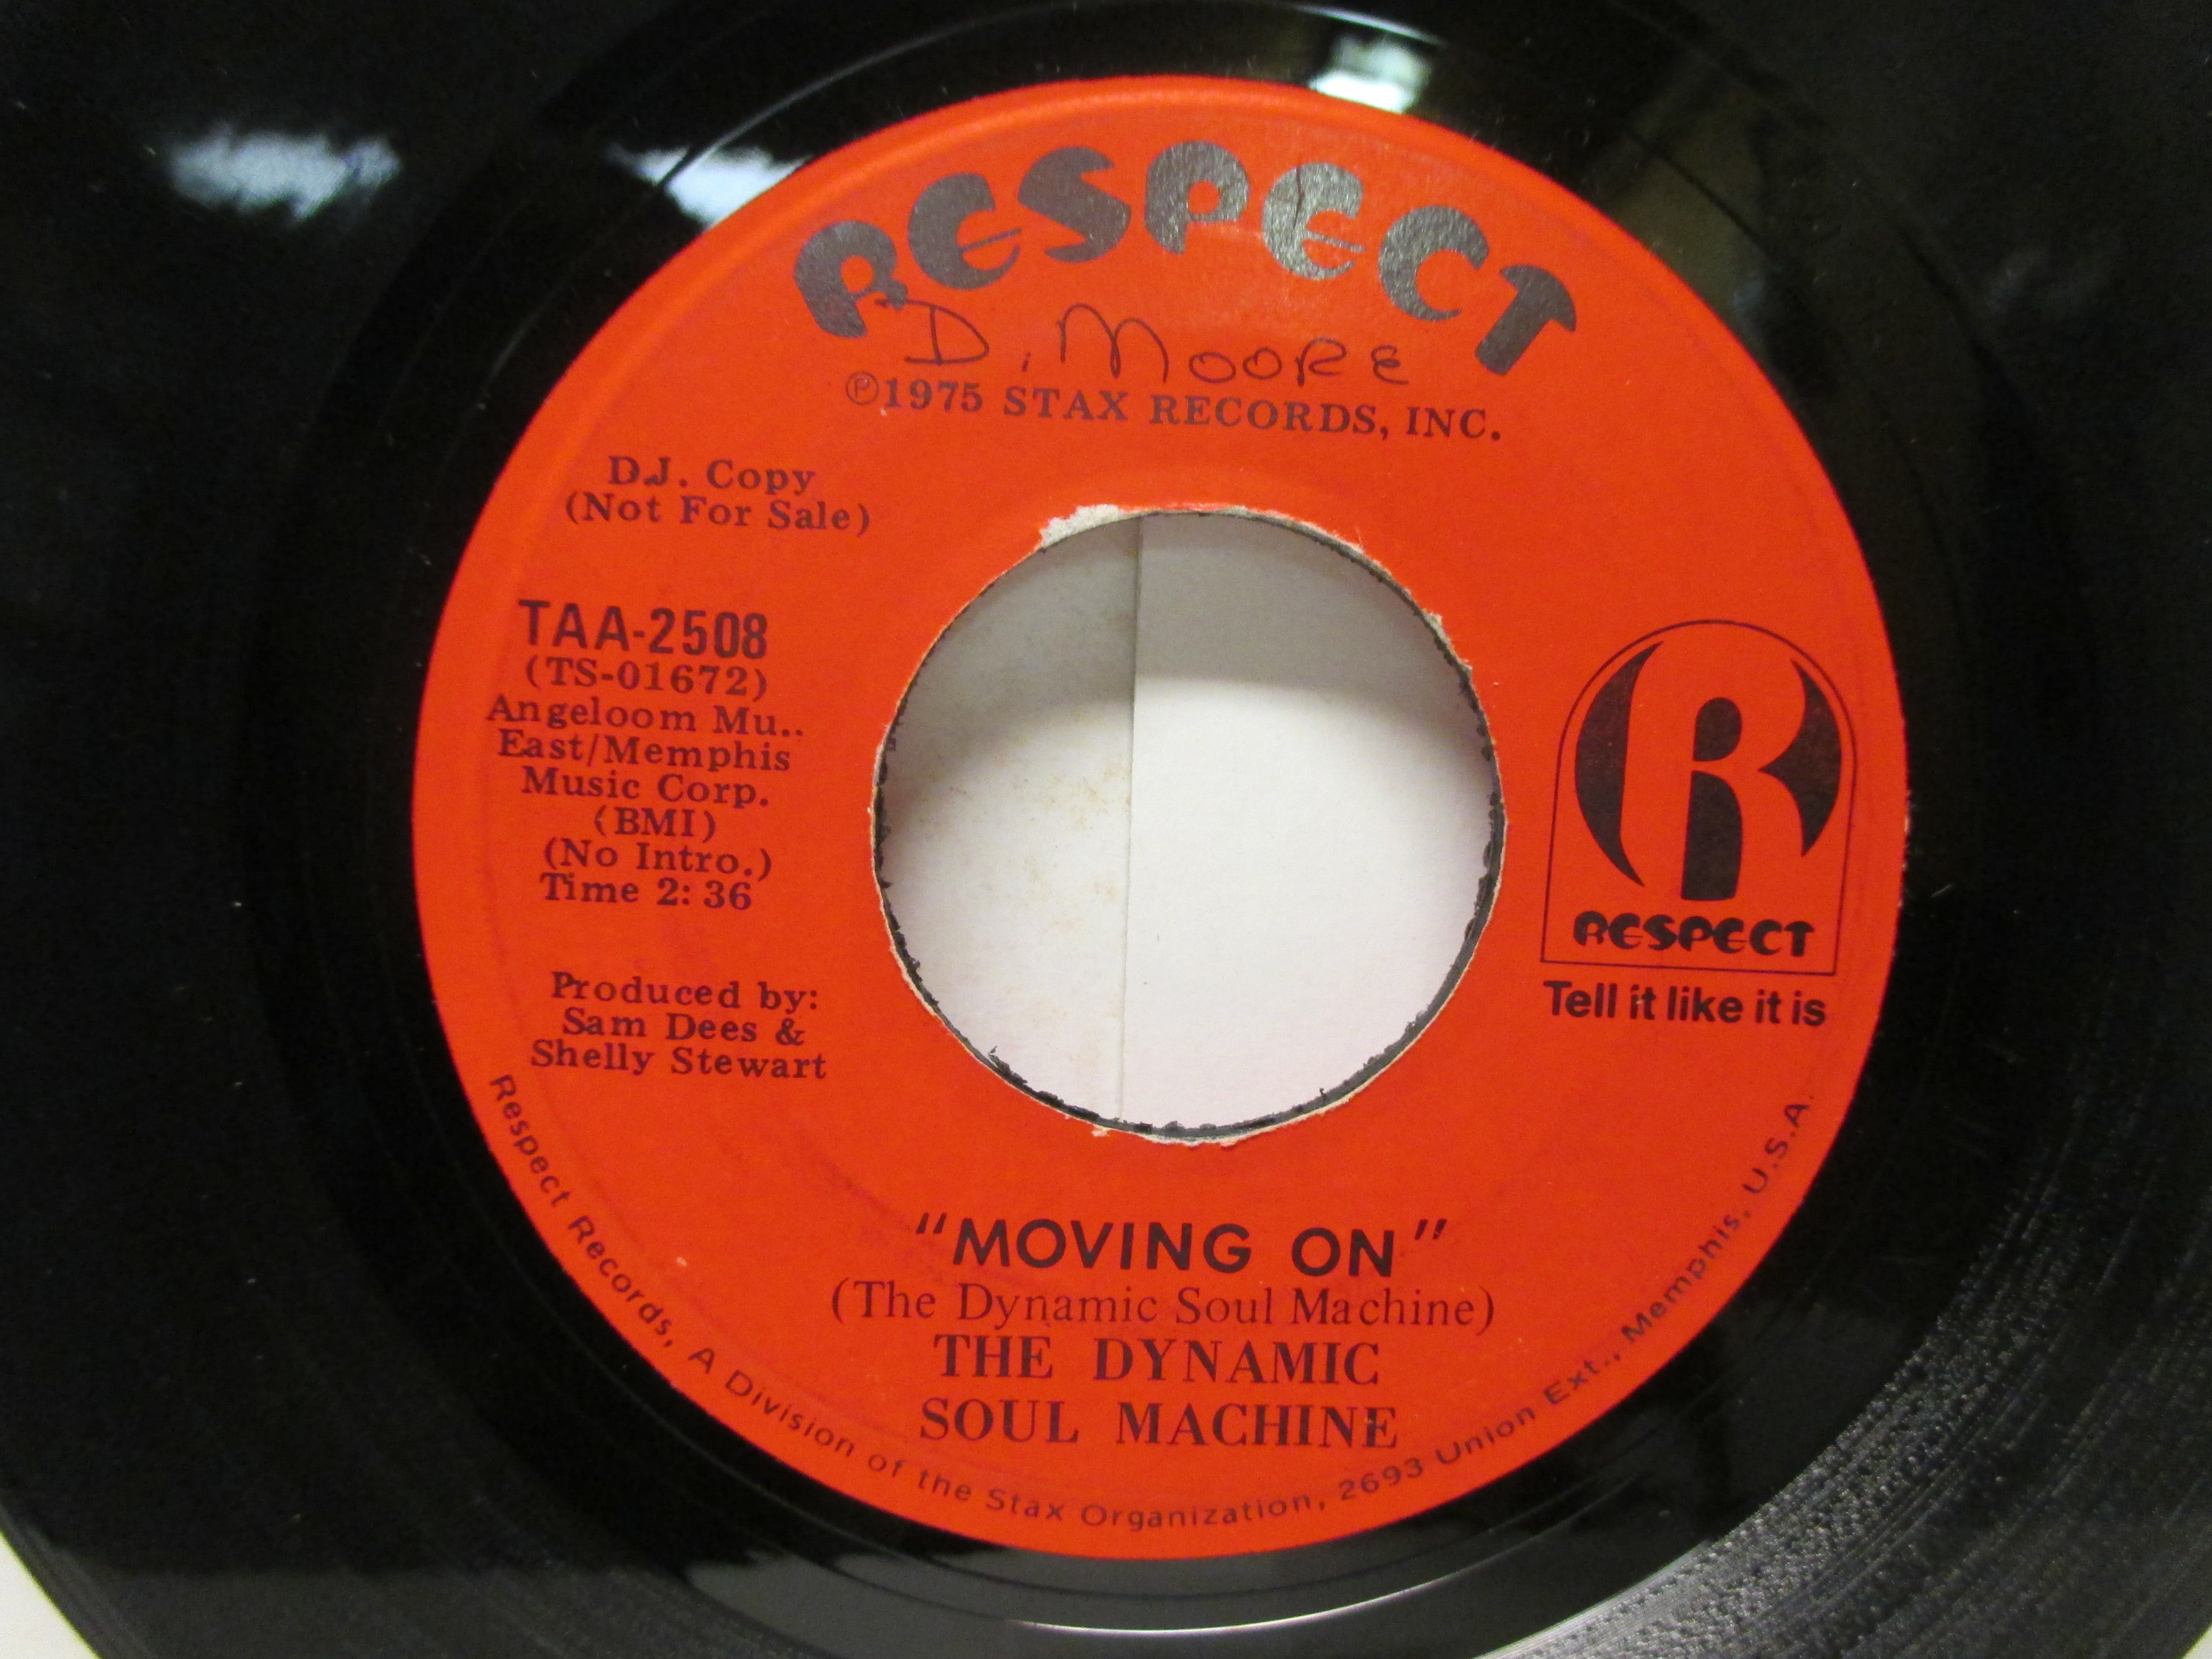 RESPECT
D. MOORE
℗1975 STAX RECORDS, INC.
D.J. Copy
(Not For Sale)
TAA-2508
(TS-01672)
Angeloom Mu..
East/Memphis
Music Corp.
(BMI)
(No Intro.)
Time 2: 36
Produced by:
Sam Dees &
Shelly Stewart
R
RESPECT
Tell it like it is
"MOVING ON"
(The Dynamic Soul Machine)
THE DYNAMIC
SOUL MACHINE
Respect Records, A Division of the Stax Organization, 2693 Union Ext., Memphis, U.S.A.